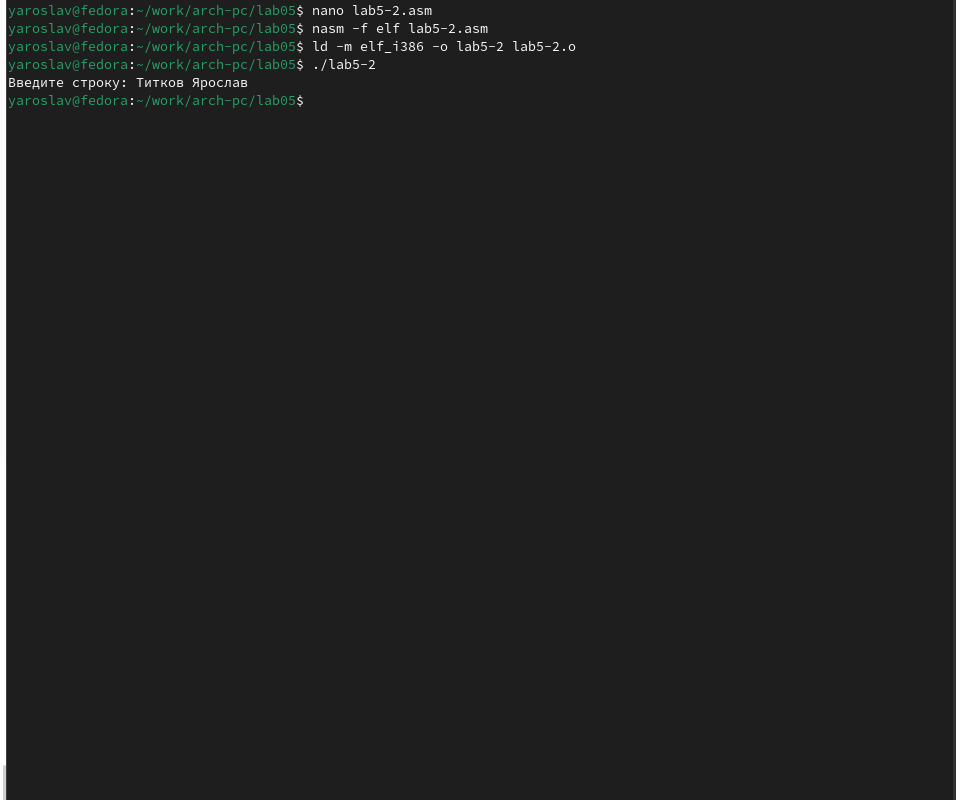 yaroslav@fedora:~/work/arch-pc/lab05$ nano lab5-2.asm
yaroslav@fedora:~/work/arch-pc/lab05$ nasm -f elf lab5-2.asm
yaroslav@fedora:~/work/arch-pc/lab05$ ld -m elf_i386 -o lab5-2 lab5-2.o
yaroslav@fedora:~/work/arch-pc/lab05$ ./lab5-2
Введите строку: Титков Ярослав
yaroslav@fedora:~/work/arch-pc/lab05$